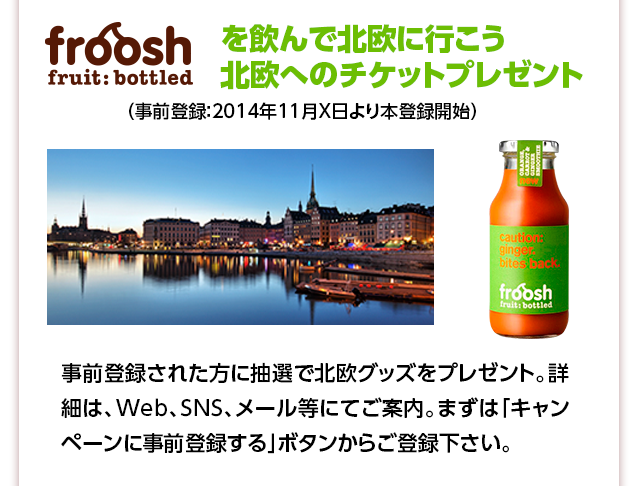 froosh
fruit: bottled
を飲んで北欧に行こう
北欧へのチケットプレゼント
(事前登録:2014年11月X日より本登録開始)
ORANGE,
CARROT &
GINGER
SMOOTHIE
caution:
ginger
bites back.
froosh
fruit: bottled
事前登録された方に抽選で北欧グッズをプレゼント。詳
細は、Web、SNS、メール等にてご案内。まずは「キャン
ペーンに事前登録する」ボタンからご登録下さい。